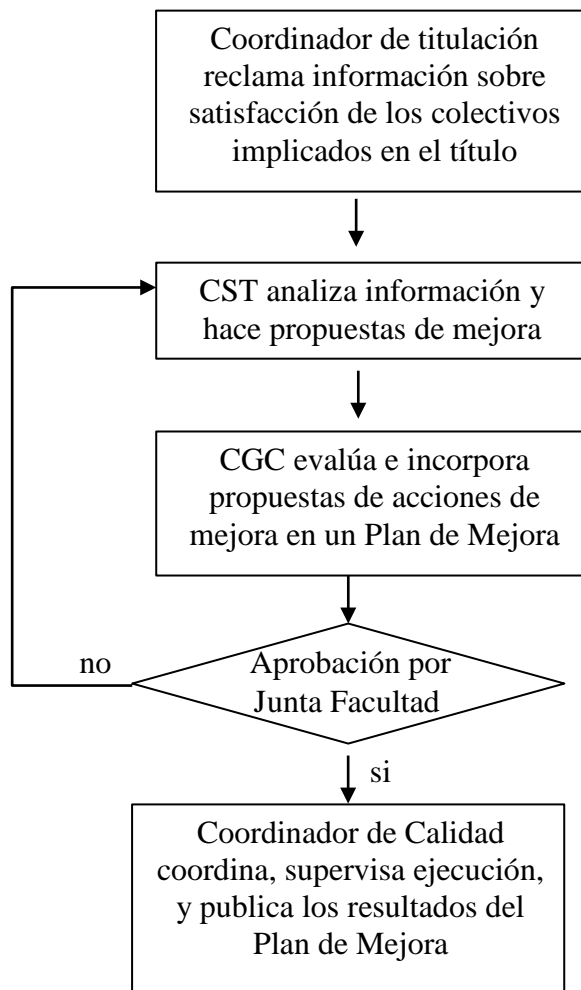 Coordinador de titulación
reclama información sobre
satisfacción de los colectivos
implicados en el título
CST analiza información y
hace propuestas de mejora
CGC evalúa e incorpora
propuestas de acciones de
mejora en un Plan de Mejora
no
Aprobación por
Junta Facultad
si
Coordinador de Calidad
coordina, supervisa ejecución,
y publica los resultados del
Plan de Mejora